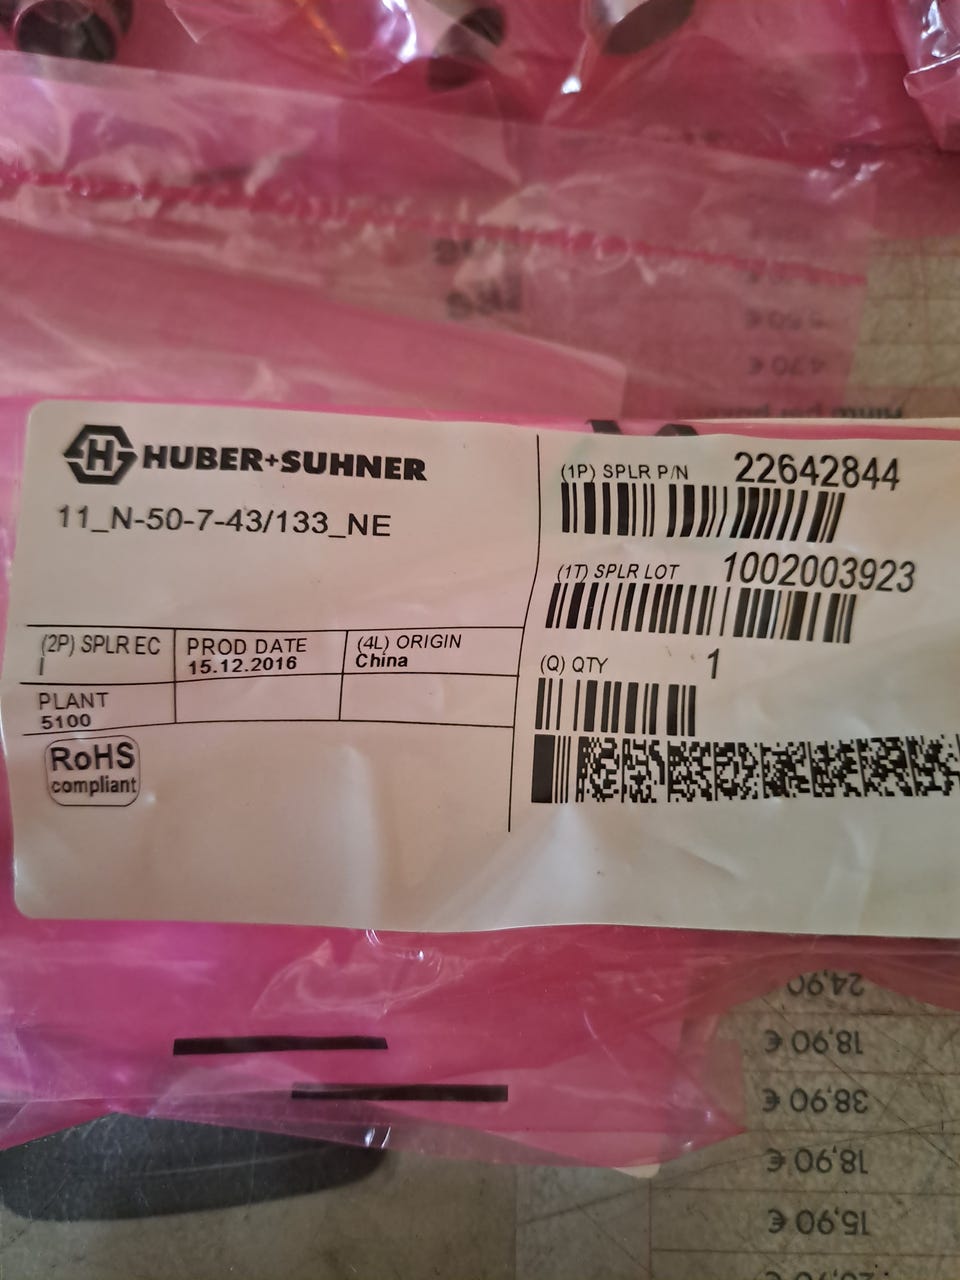 HUBER+SUHNER
11_N-50-7-43/133_NE
(2P) SPLR EC
I
PROD DATE
15.12.2016
(4L) ORIGIN
China
PLANT
5100
RoHS
compliant
(1P) SPLR P/N 22642844
(1T) SPLR LOT 1002003923
(Q) QTY 1
24,90
18,90 €
38,90 €
18,90 €
15,90 €